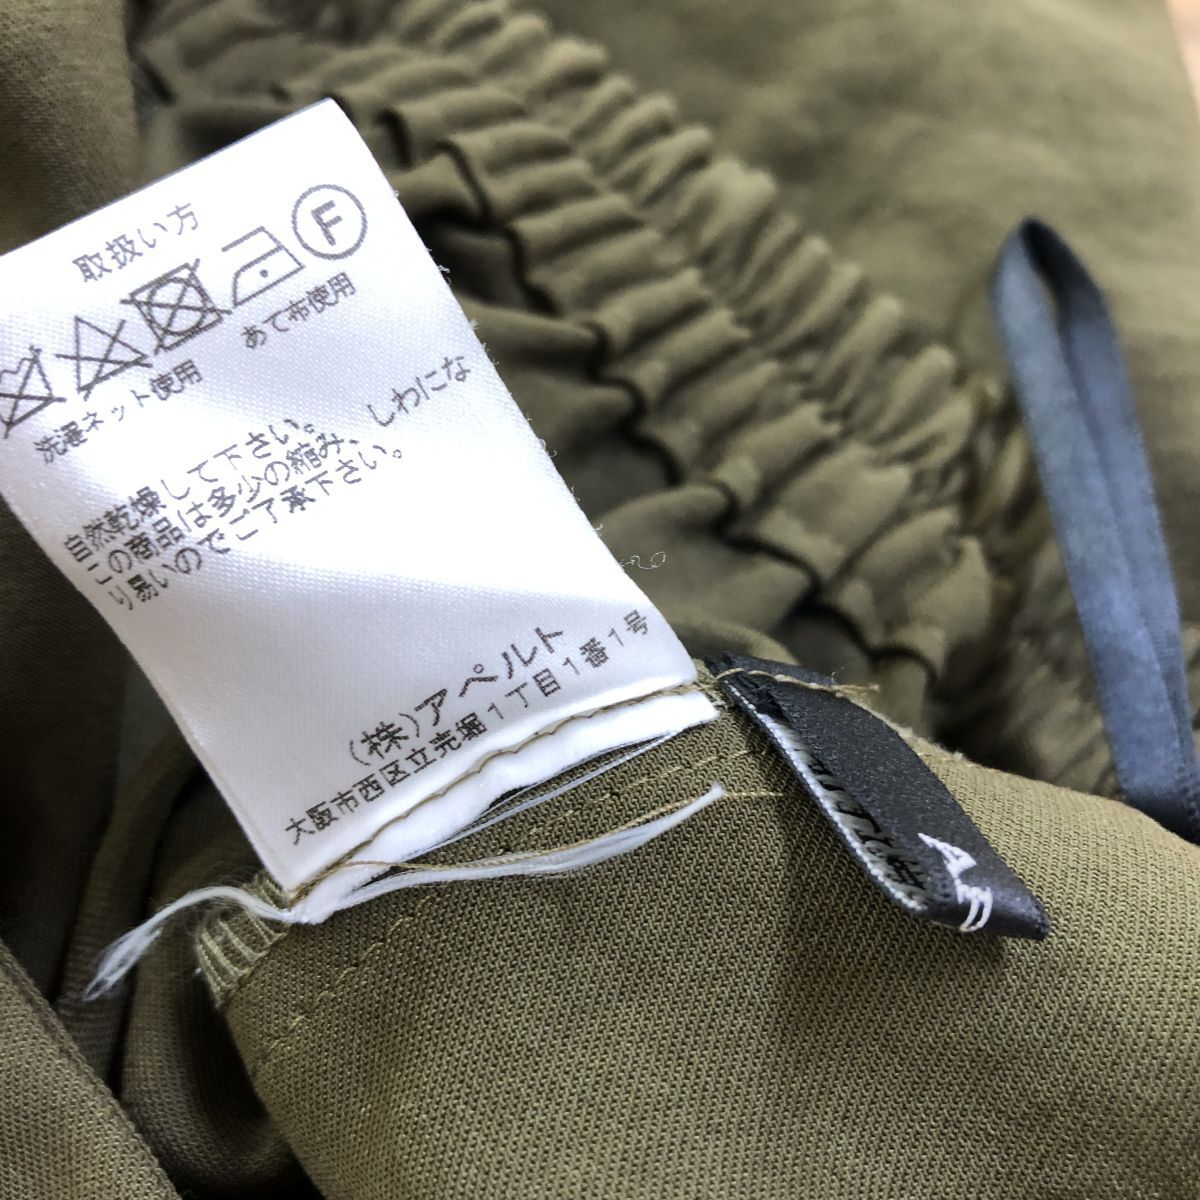 取扱い方
F
あて布使用
洗濯ネット使用
自然乾燥して下さい。
この商品は多少の縮み、しわにな
り易いのでご了承下さい。
(株)アペルト
大阪市西区立売堀1丁目1番1号